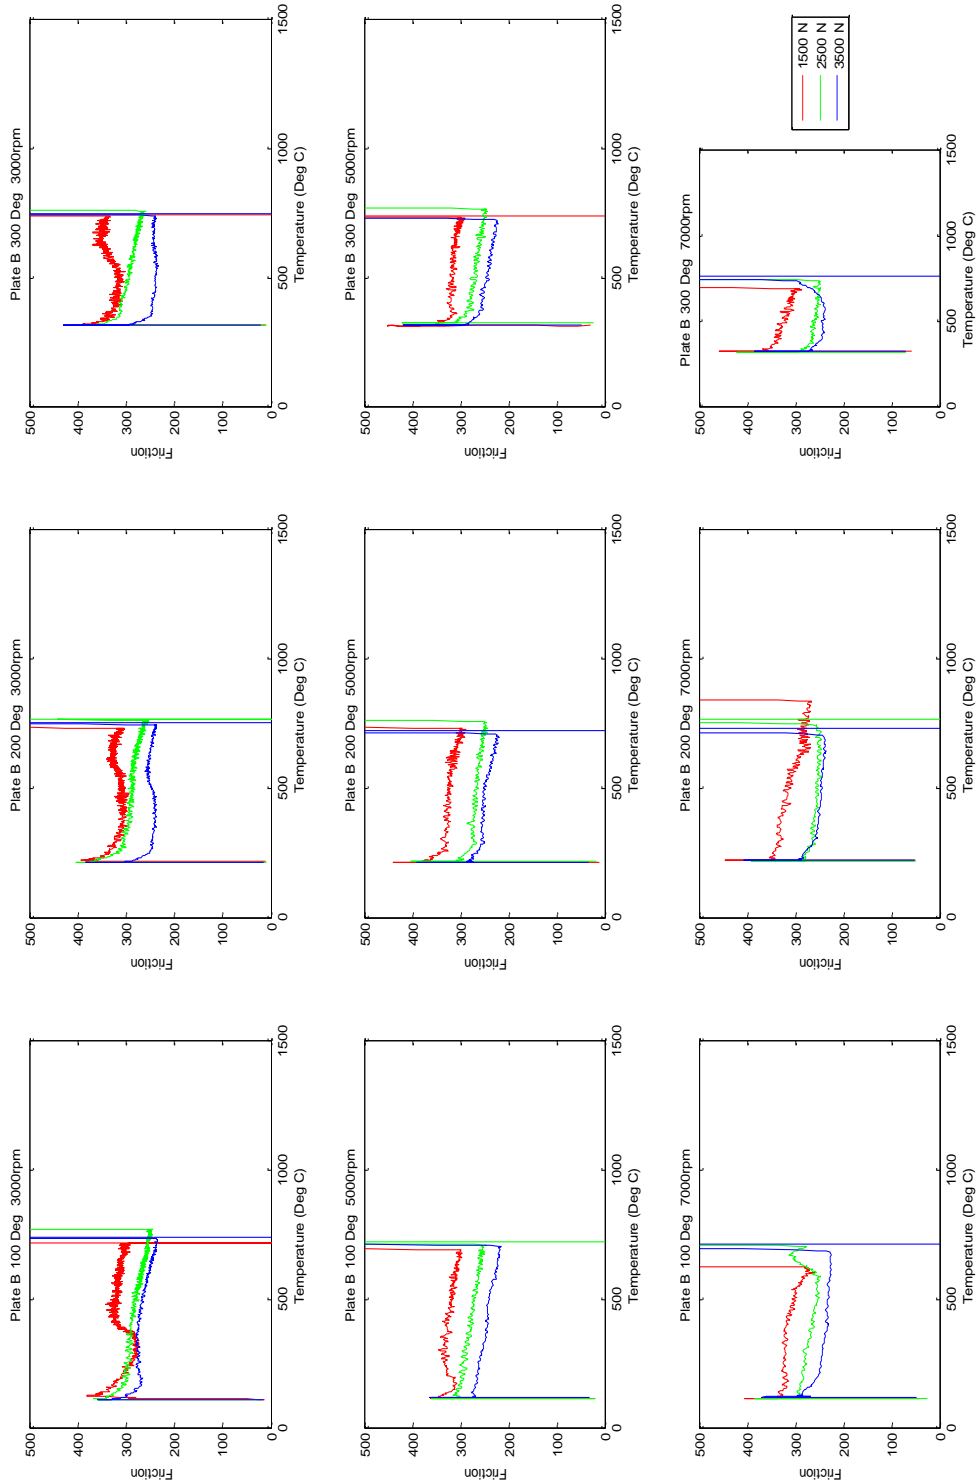 Plate B 100 Deg  3000rpm
500
400
300
200
100
Friction
0
500
1000
1500
Temperature (Deg C)
Plate B 200 Deg  3000rpm
500
400
300
200
100
Friction
0
500
1000
1500
Temperature (Deg C)
Plate B 300 Deg  3000rpm
500
400
300
200
100
Friction
0
500
1000
1500
Temperature (Deg C)
Plate B 100 Deg  5000rpm
500
400
300
200
100
0
Friction
0
500
1000
1500
Temperature (Deg C)
Plate B 200 Deg  5000rpm
500
400
300
200
100
0
Friction
0
500
1000
1500
Temperature (Deg C)
Plate B 300 Deg  5000rpm
500
400
300
200
100
0
Friction
0
500
1000
1500
Temperature (Deg C)
Plate B 100 Deg  7000rpm
500
400
300
200
100
0
Friction
0
500
1000
1500
Temperature (Deg C)
Plate B 200 Deg  7000rpm
500
400
300
200
100
0
Friction
0
500
1000
1500
Temperature (Deg C)
Plate B 300 Deg  7000rpm
500
400
300
200
100
0
Friction
0
500
1000
1500
Temperature (Deg C)
1500 N
2500 N
3500 N